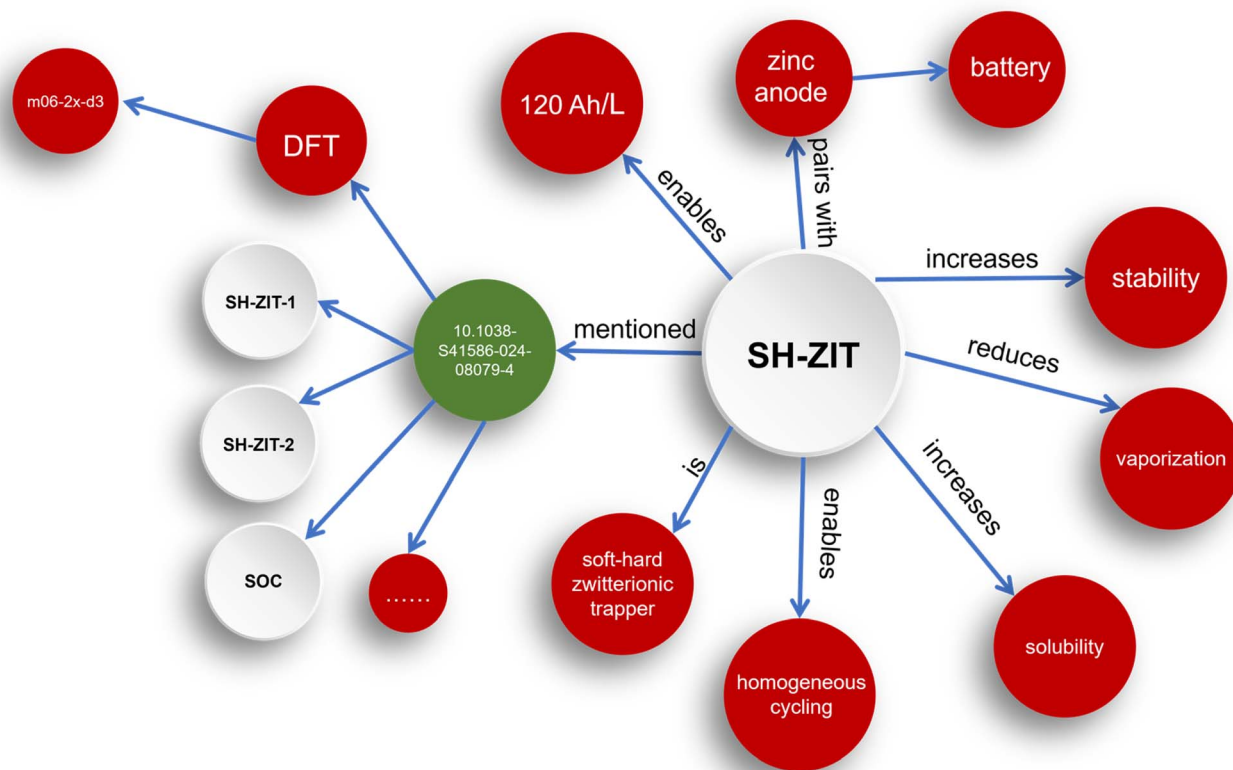 m06-2x-d3
DFT
120 Ah/L
zinc
anode
battery
enables
pairs with
increases
stability
SH-ZIT-1
10.1038-
S41586-024-
08079-4
mentioned
SH-ZIT
reduces
vaporization
SH-ZIT-2
is
enables
increases
SOC
......
soft-hard
zwitterionic
trapper
homogeneous
cycling
solubility